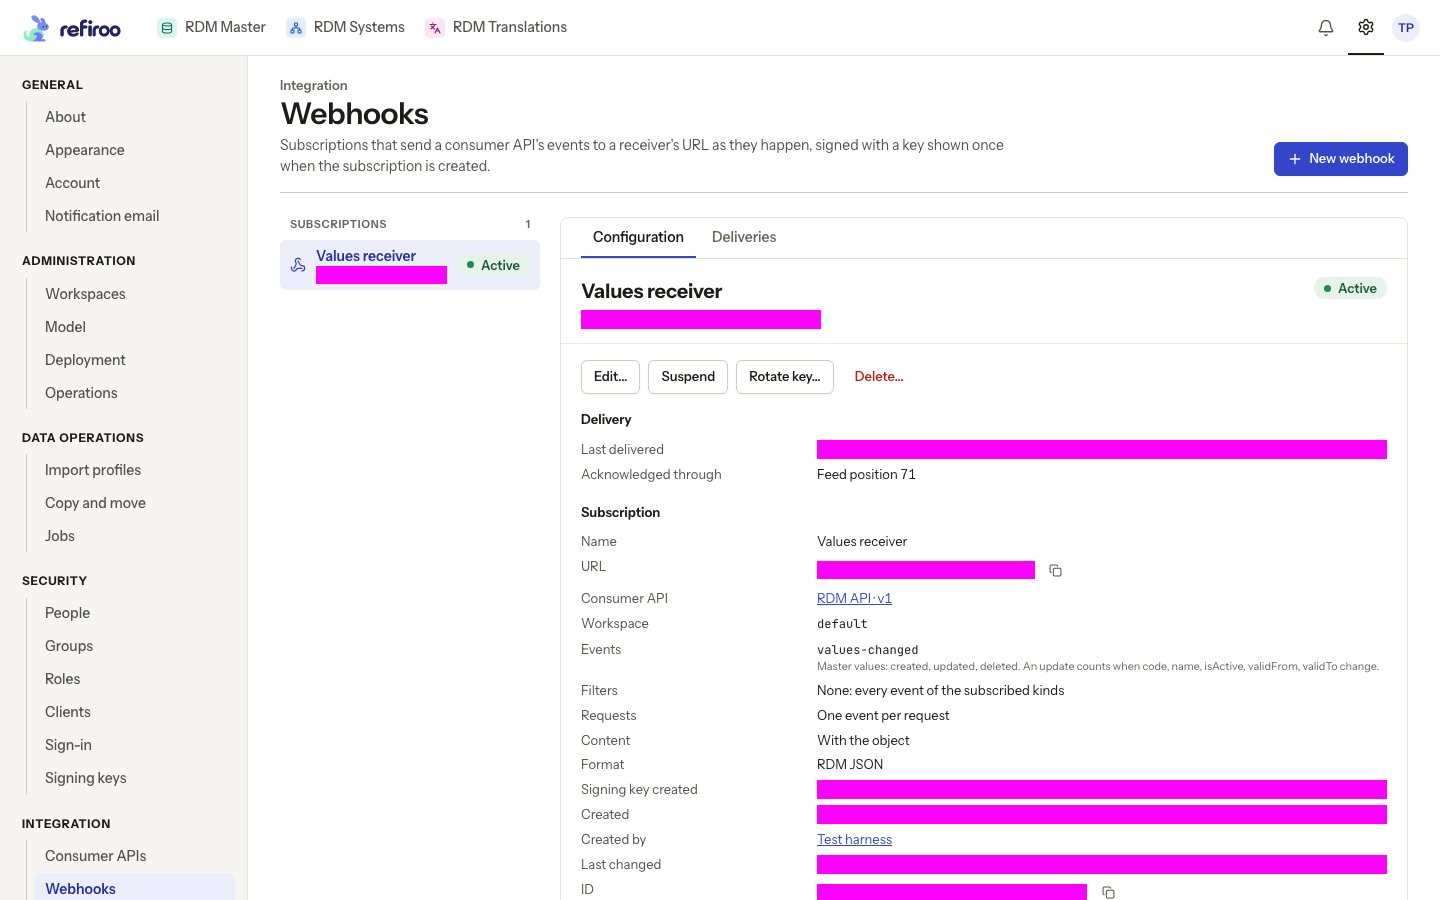 refiroo
RDM Master
RDM Systems
RDM Translations
TP
GENERAL
About
Appearance
Account
Notification email
ADMINISTRATION
Workspaces
Model
Deployment
Operations
DATA OPERATIONS
Import profiles
Copy and move
Jobs
SECURITY
People
Groups
Roles
Clients
Sign-in
Signing keys
INTEGRATION
Consumer APIs
Webhooks
Integration
Webhooks
Subscriptions that send a consumer API's events to a receiver's URL as they happen, signed with a key shown once
when the subscription is created.
New webhook
SUBSCRIPTIONS 1
Values receiver
Active
Configuration
Deliveries
Values receiver
Active
Edit...
Suspend
Rotate key...
Delete...
Delivery
Last delivered
Acknowledged through Feed position 71
Subscription
Name Values receiver
URL
Consumer API RDM API · v1
Workspace default
Events values-changed
Master values: created, updated, deleted. An update counts when code, name, isActive, validFrom, validTo change.
Filters None: every event of the subscribed kinds
Requests One event per request
Content With the object
Format RDM JSON
Signing key created
Created
Created by Test harness
Last changed
ID